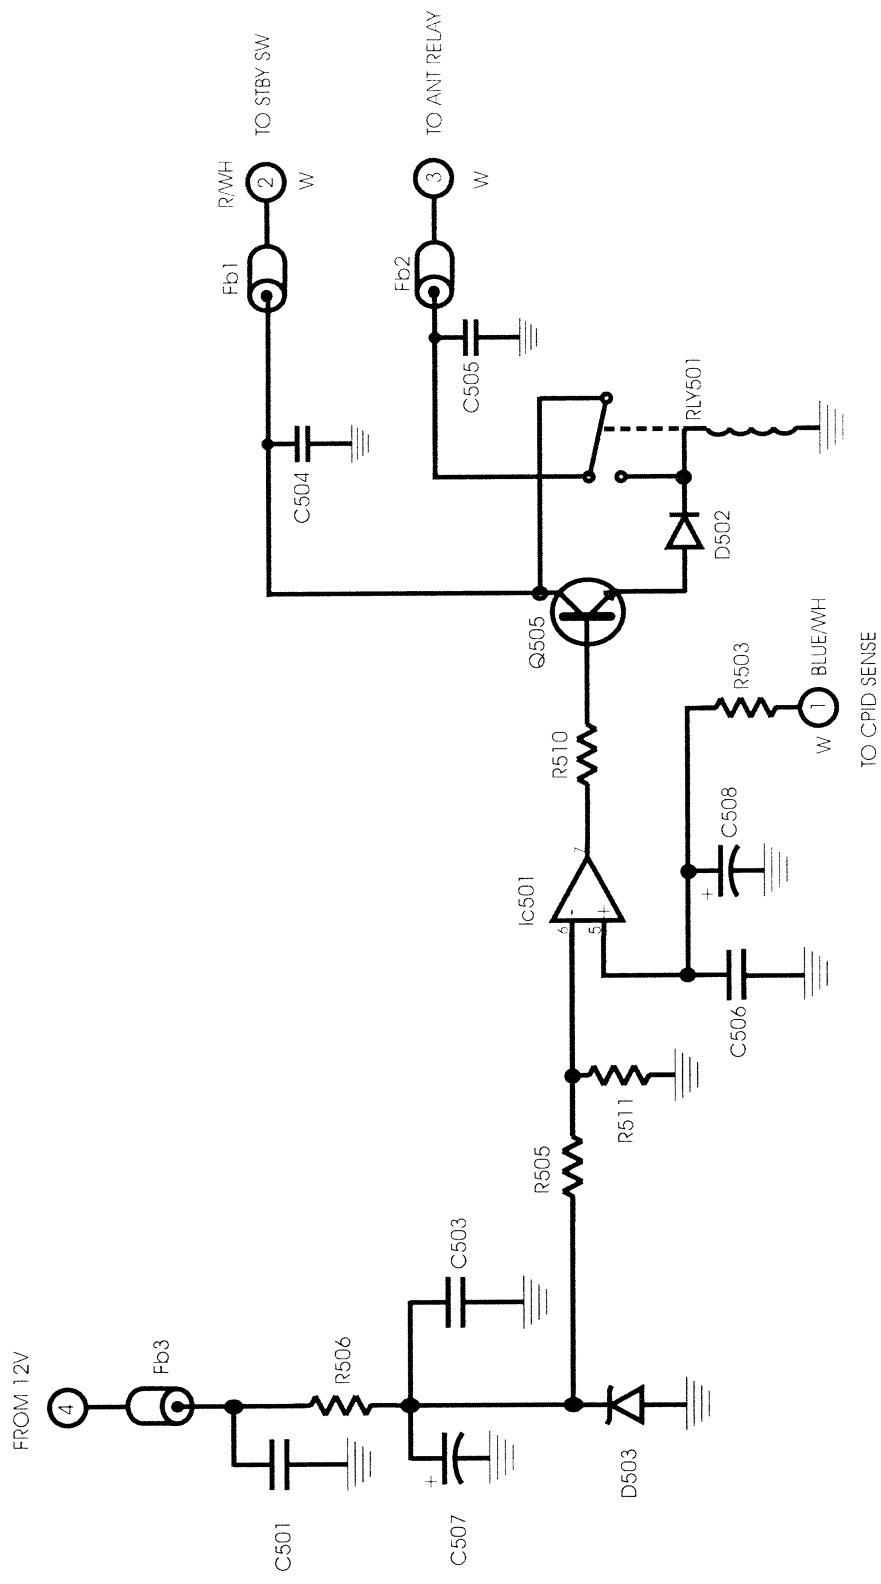 FROM 12V
4
Fb3
C501
R506
C507
C503
D503
R505
R511
6
5
-
+
Ic501
7
C506
+
C508
+
R503
W
1
BLUE/WH
TO CPID SENSE
R510
Q505
D502
RLY501
C504
C505
Fb1
R/WH
2
W
TO STBY SW
Fb2
3
W
TO ANT RELAY